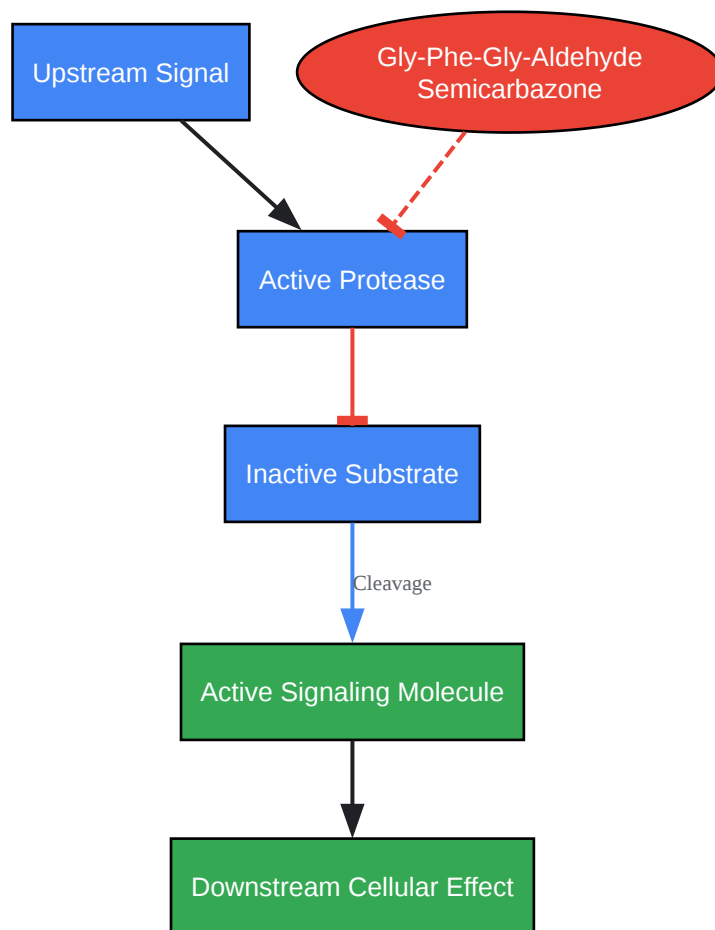 Upstream Signal
Gly-Phe-Gly-Aldehyde
Semicarbazone
Active Protease
Inactive Substrate
Cleavage
Active Signaling Molecule
Downstream Cellular Effect